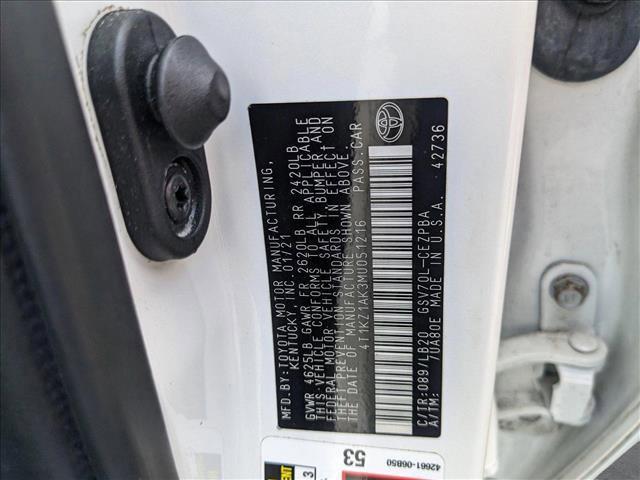 MFD.BY:TOYOTA MOTOR MANUFACTURING,
KENTUCKY, INC. 01/21
GVWR 4625LB GAWR FR 2620LB RR 2420LB
THIS VEHICLE CONFORMS TO ALL APPLICABLE
FEDERAL MOTOR VEHICLE SAFETY, BUMPER, AND
THEFT PREVENTION STANDARDS IN EFFECT ON
THE DATE OF MANUFACTURE SHOWN ABOVE.
4T1KZ1AK3MU051216 PASS.CAR
C/TR:089/LB20 GSV70L-CEZPBA
A/TM: /UA80E MADE IN U.S.A. 42736
42661-06B50
53
3